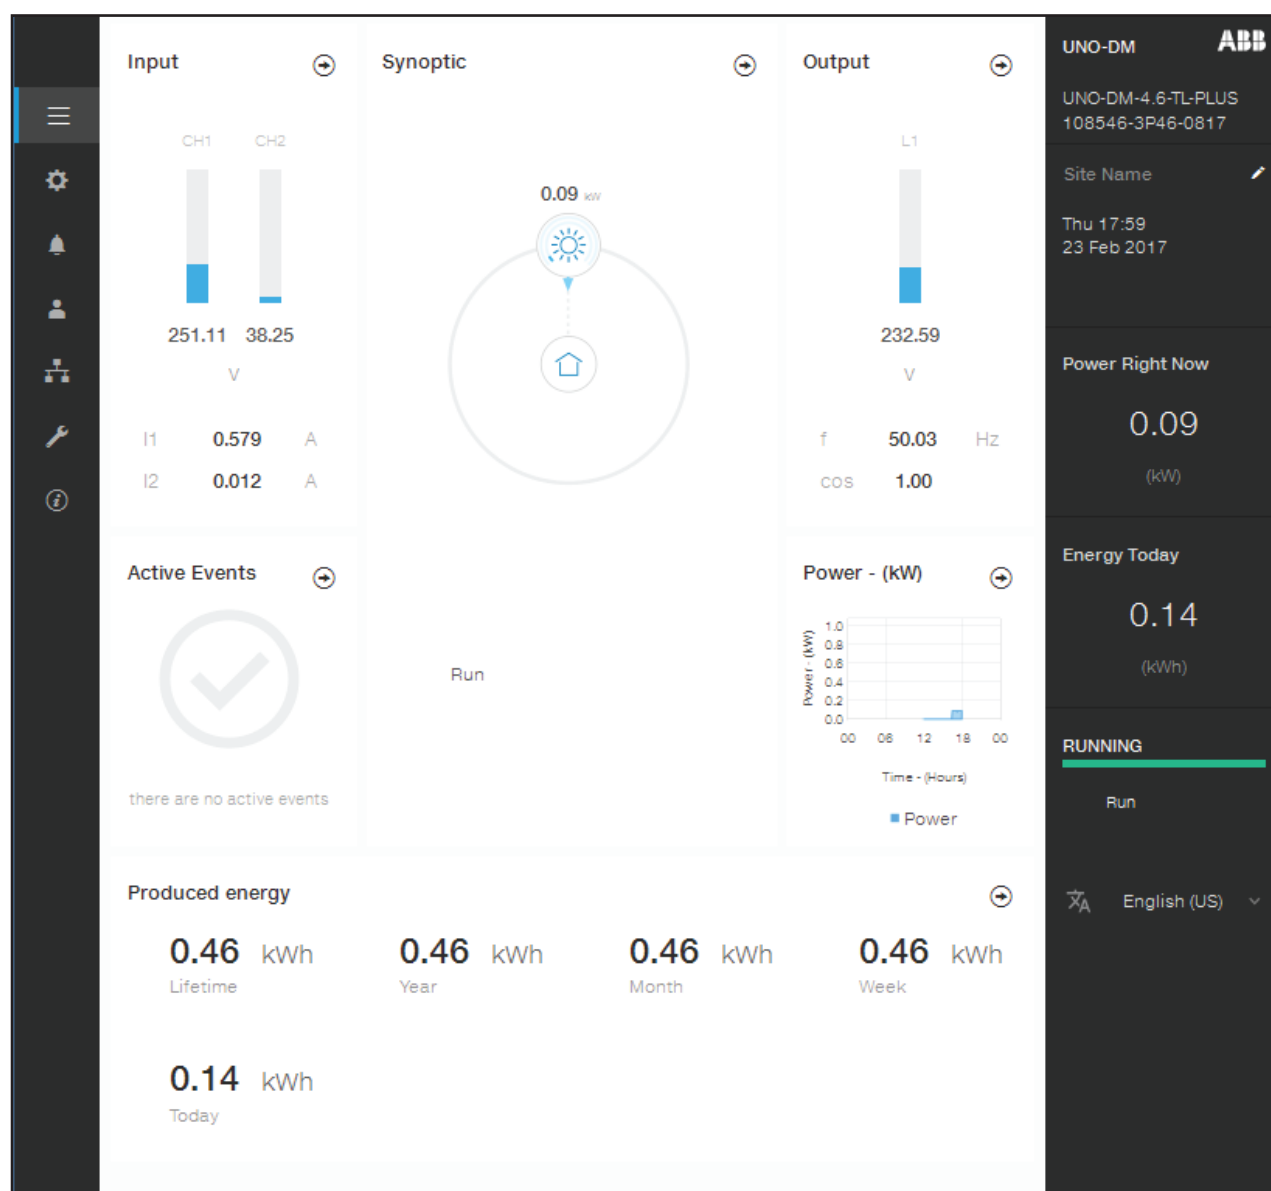 Input
CH1 CH2
251.11 38.25
V
I1 0.579 A
I2 0.012 A
Synoptic
0.09 kW
Run
Output
L1
232.59
V
f 50.03 Hz
cos 1.00
Active Events
there are no active events
Power - (kW)
Power - (kW)
1.0
0.8
0.6
0.4
0.2
0.0
00 06 12 18 00
Time - (Hours)
Power
Produced energy
0.46 kWh 0.46 kWh 0.46 kWh 0.46 kWh
Lifetime Year Month Week
0.14 kWh
Today
UNO-DM ABB
UNO-DM-4.6-TL-PLUS
108546-3P46-0817
Site Name
Thu 17:59
23 Feb 2017
Power Right Now
0.09
(kW)
Energy Today
0.14
(kWh)
RUNNING
Run
English (US)